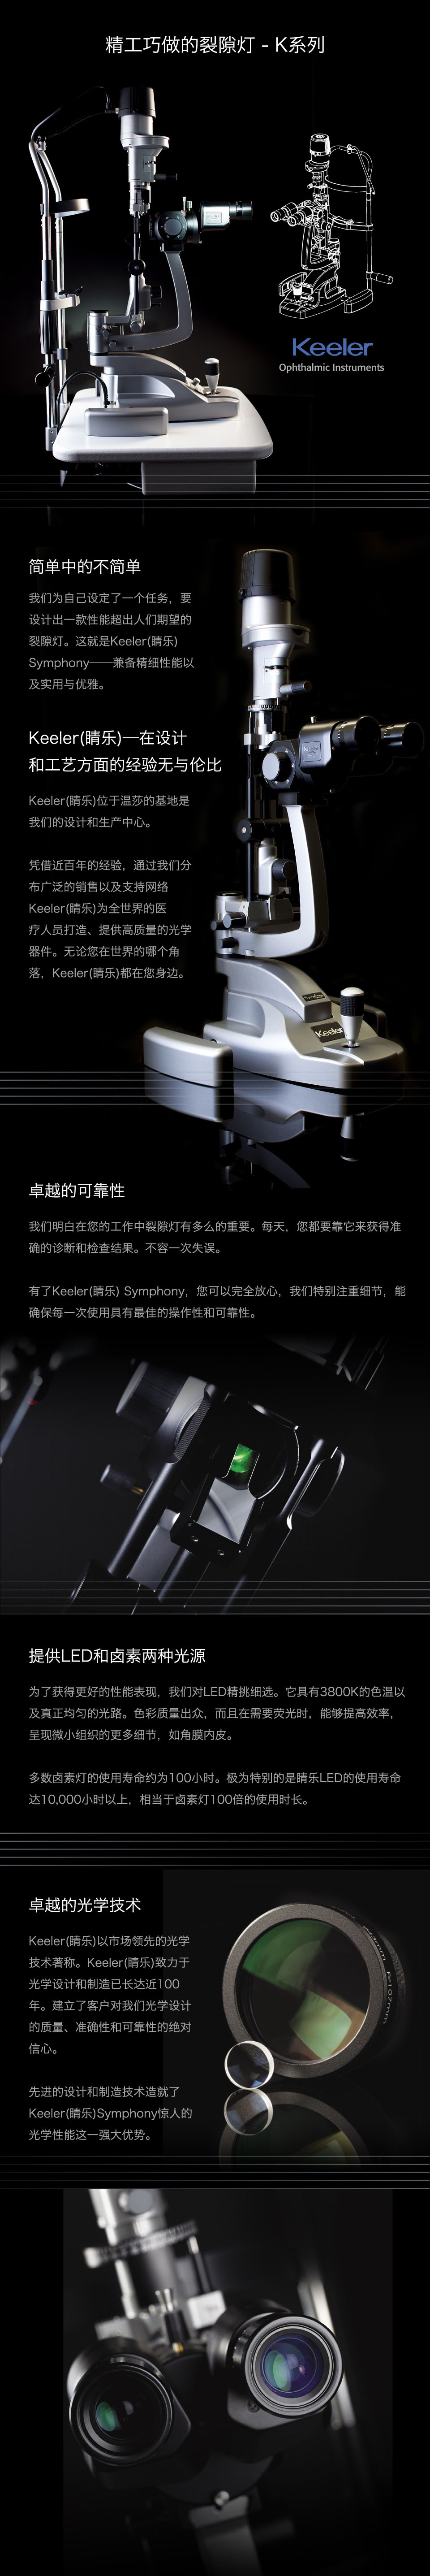 精工巧做的裂隙灯 - K系列
Keeler
Ophthalmic Instruments
简单中的不简单
我们为自己设定了一个任务，要
设计出一款性能超出人们期望的
裂隙灯。这就是Keeler(睛乐)
Symphony——兼备精细性能以
及实用与优雅。
Keeler(睛乐)—在设计
和工艺方面的经验无与伦比
Keeler(睛乐)位于温莎的基地是
我们的设计和生产中心。
凭借近百年的经验，通过我们分
布广泛的销售以及支持网络
Keeler(睛乐)为全世界的医
疗人员打造、提供高质量的光学
器件。无论您在世界的哪个角
落，Keeler(睛乐)都在您身边。
Keeler
卓越的可靠性
我们明白在您的工作中裂隙灯有多么的重要。每天，您都要靠它来获得准
确的诊断和检查结果。不容一次失误。
有了Keeler(睛乐) Symphony，您可以完全放心，我们特别注重细节，能
确保每一次使用具有最佳的操作性和可靠性。
提供LED和卤素两种光源
为了获得更好的性能表现，我们对LED精挑细选。它具有3800K的色温以
及真正均匀的光路。色彩质量出众，而且在需要荧光时，能够提高效率，
呈现微小组织的更多细节，如角膜内皮。
多数卤素灯的使用寿命约为100小时。极为特别的是睛乐LED的使用寿命
达10,000小时以上，相当于卤素灯100倍的使用时长。
卓越的光学技术
Keeler(睛乐)以市场领先的光学
技术著称。Keeler(睛乐)致力于
光学设计和制造已长达近100
年。建立了客户对我们光学设计
的质量、准确性和可靠性的绝对
信心。
先进的设计和制造技术造就了
Keeler(睛乐)Symphony惊人的
光学性能这一强大优势。